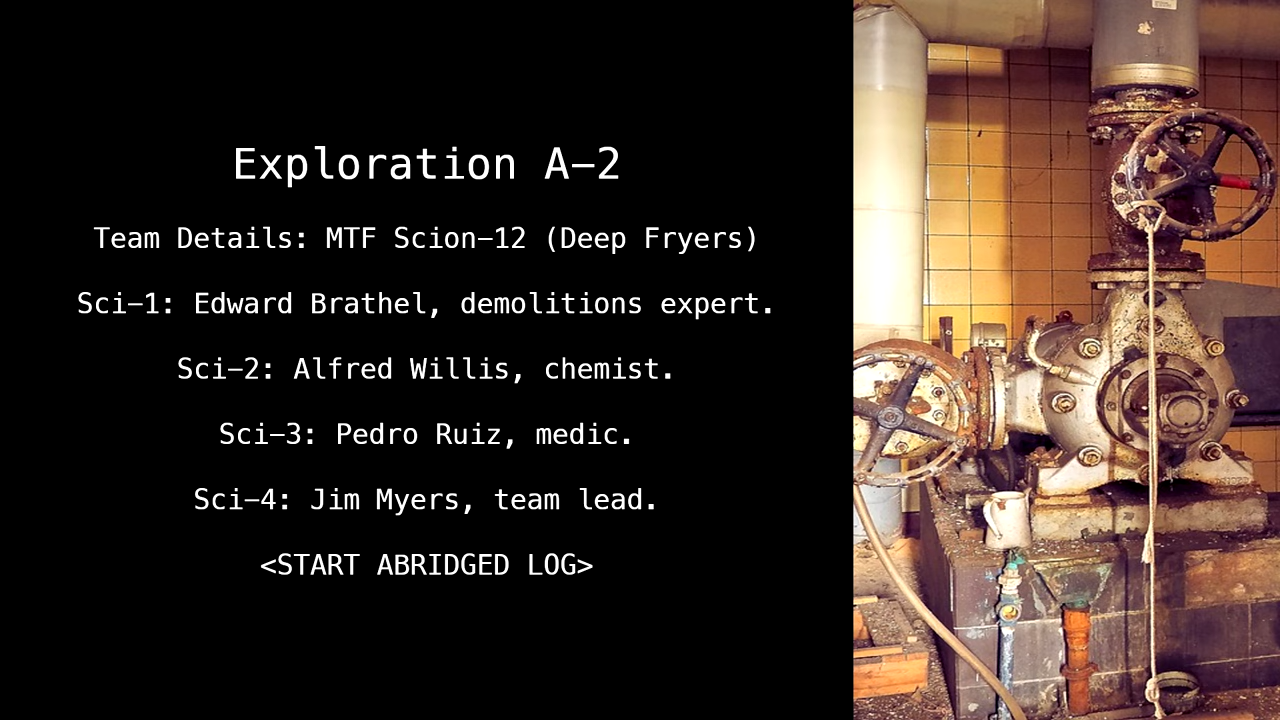 Exploration A–2
Team Details: MTF Scion–12 (Deep Fryers)
Sci–1: Edward Brathel, demolitions expert.
Sci–2: Alfred Willis, chemist.
Sci–3: Pedro Ruiz, medic.
Sci–4: Jim Myers, team lead.
<START ABRIDGED LOG>